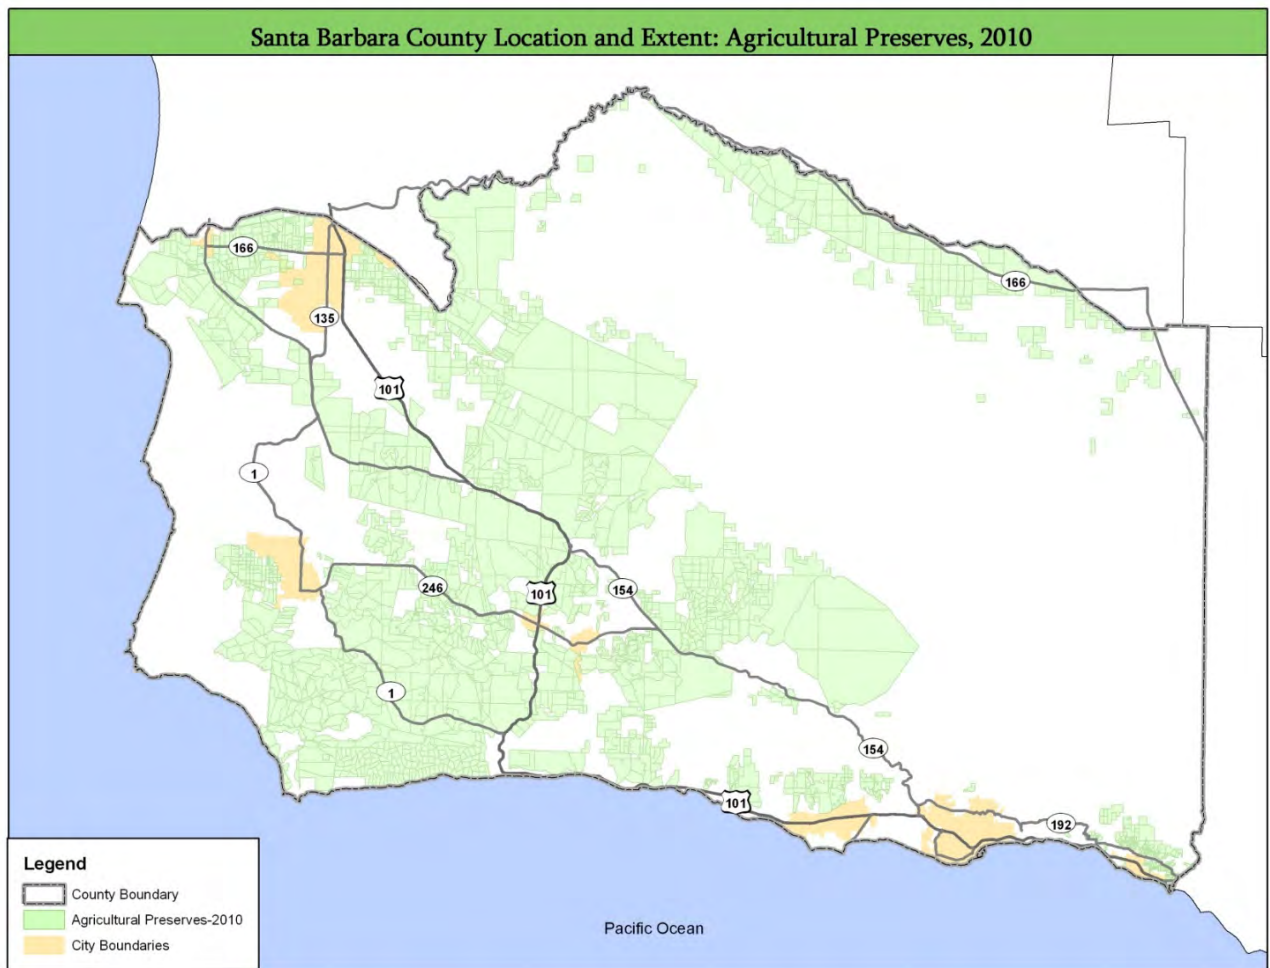 Santa Barbara County Location and Extent: Agricultural Preserves, 2010
166
166
135
101
1
246
101
154
1
154
101
192
Legend
County Boundary
Agricultural Preserves-2010
City Boundaries
Pacific Ocean